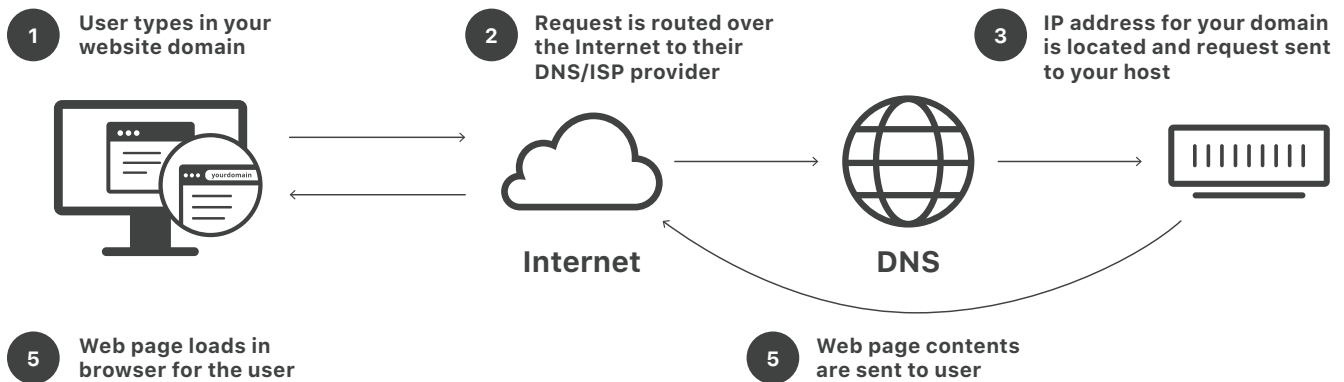 1
User types in your
website domain
2
Request is routed over
the Internet to their
DNS/ISP provider
3
IP address for your domain
is located and request sent
to your host
yourdomain
Internet
DNS
5
Web page loads in
browser for the user
5
Web page contents
are sent to user